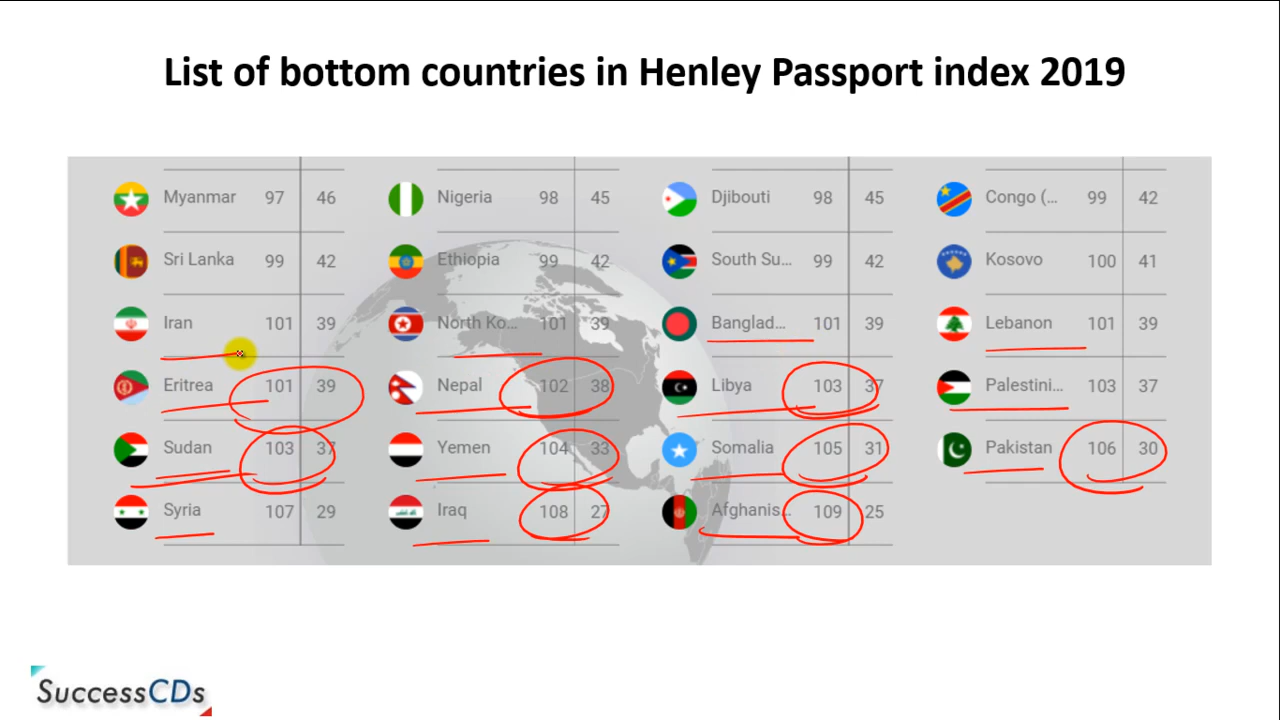 List of bottom countries in Henley Passport index 2019
Myanmar 97 46 Nigeria 98 45 Djibouti 98 45 Congo (... 99 42
Sri Lanka 99 42 Ethiopia 99 42 South Su... 99 42 Kosovo 100 41
Iran 101 39 North Ko... 101 39 Banglad... 101 39 Lebanon 101 39
Eritrea 101 39 Nepal 102 38 Libya 103 37 Palestini... 103 37
Sudan 103 37 Yemen 104 33 Somalia 105 31 Pakistan 106 30
Syria 107 29 Iraq 108 27 Afghanis... 109 25
SuccessCDs